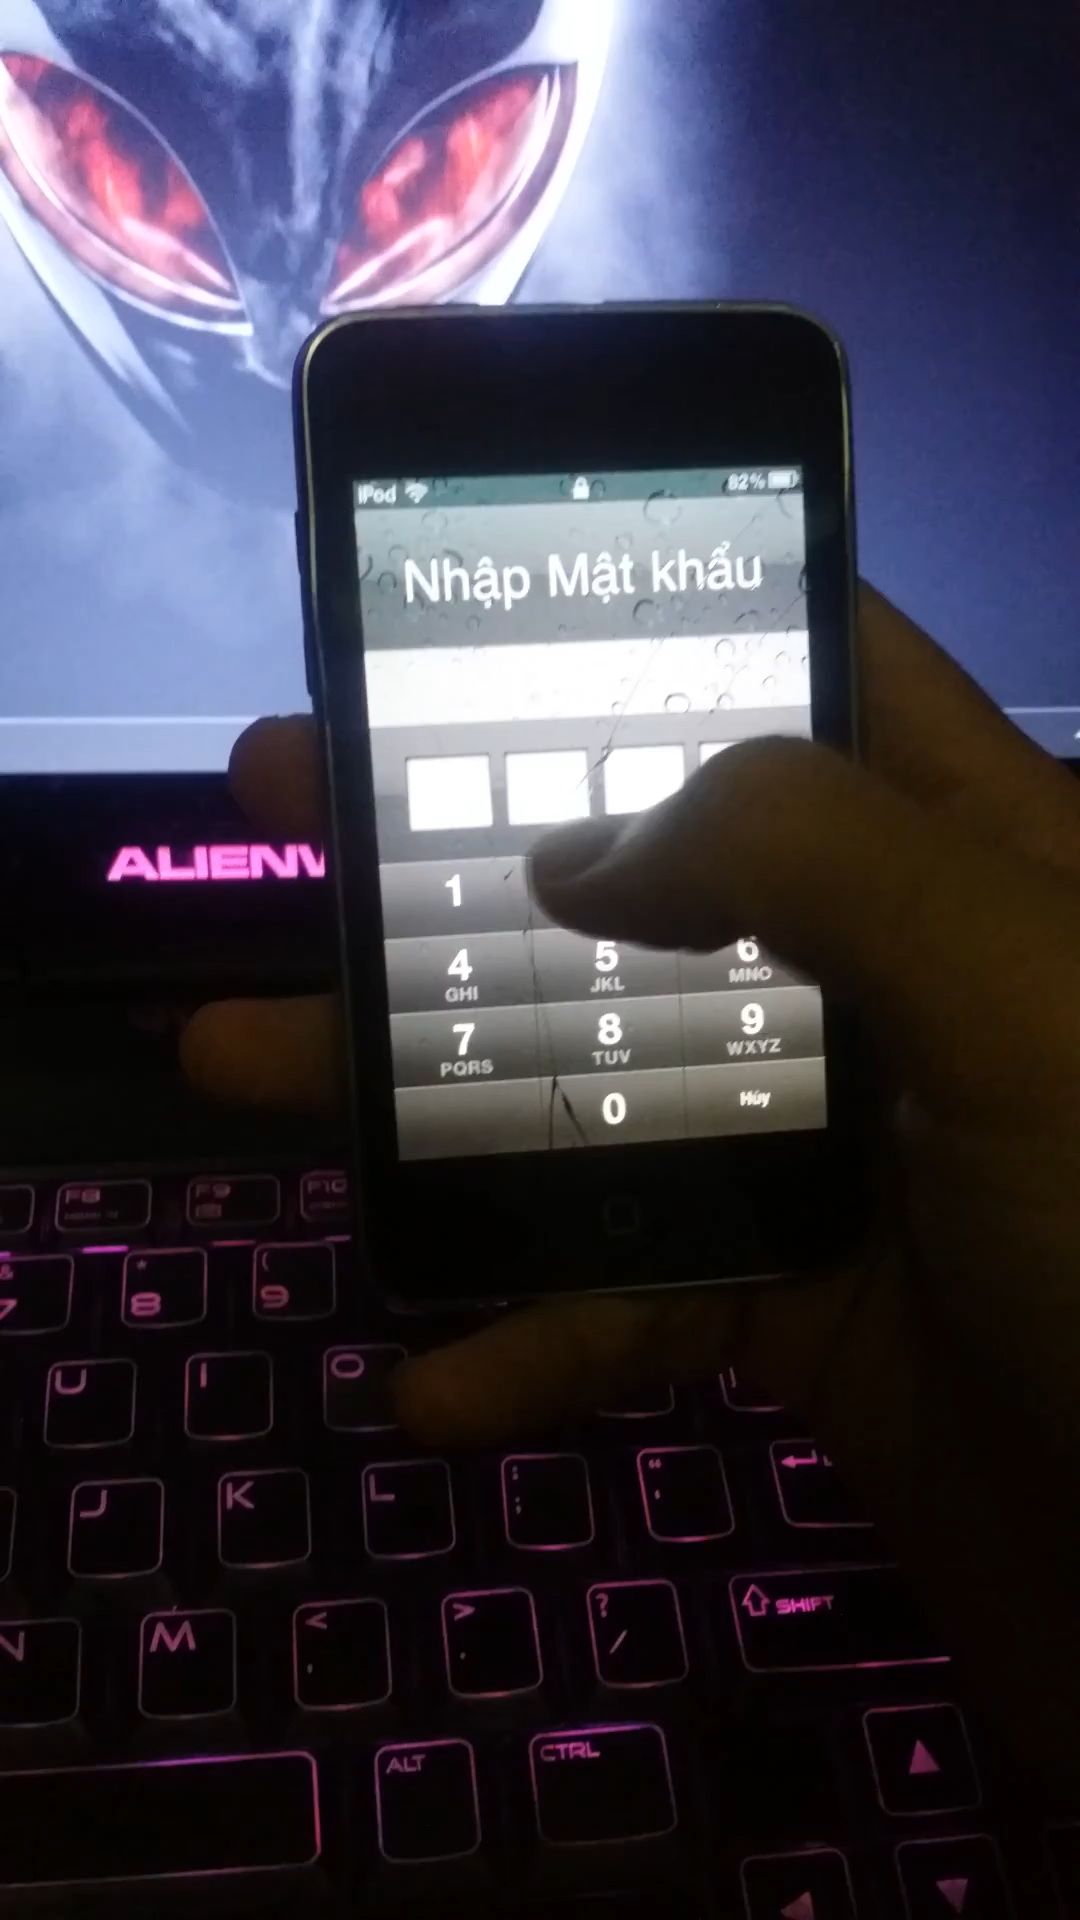 iPod 82%
Nhập Mật khẩu
1
4 5 6
GHI JKL MNO
7 8 9
PQRS TUV WXYZ
0 Hủy
ALIENW
F8 F9 F10
& * (
7 8 9
U I O
J K L : ;
" '
N M < , > . ? /
SHIFT
ALT CTRL